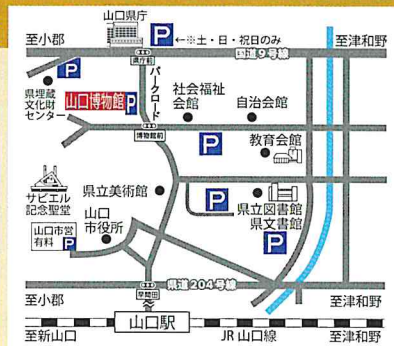 山口県庁
P ←※土・日・祝日のみ
至小郡
国道9号線
至津和野
P
県庁前
パークロード
県埋蔵
文化財
センター
山口博物館 P
社会福祉
会館
自治会館
博物館前
P
教育会館
サビエル
記念聖堂
県立美術館
P
県立図書館
県文書館
P
山口
市役所
山口市営
有料 P
県道204号線
至小郡
早間田
至津和野
山口駅
至新山口
JR山口線
至津和野